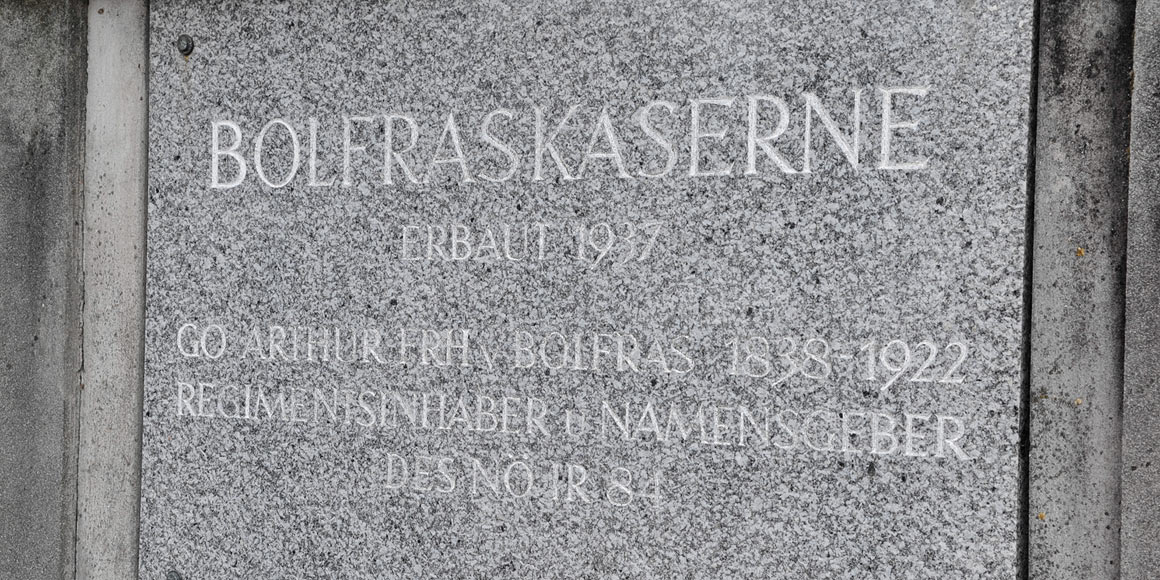 BOLFRASKASERNE
ERBAUT 1937
GO ARTHUR FRH v BOLFRAS 1838-1922
REGIMENTSINHABER u NAMENSGEBER
DES NÖ IR 84